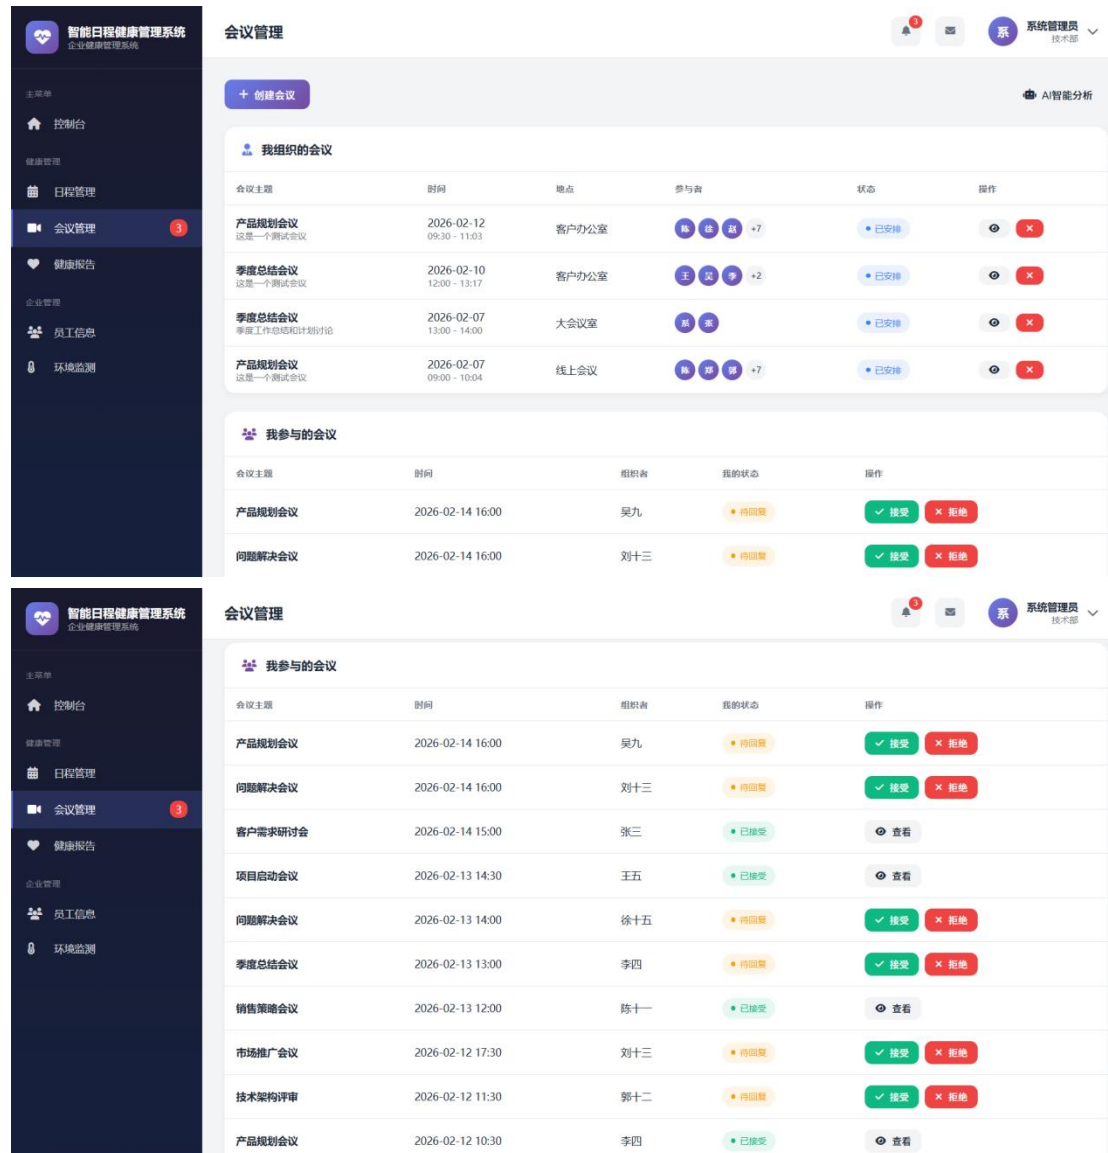 智能日程健康管理系统
企业健康管理系统
会议管理
3
系
系统管理员
技术部
主菜单
控制台
健康管理
日程管理
会议管理
3
健康报告
企业管理
员工信息
环境监测
+ 创建会议
AI智能分析
我组织的会议
会议主题 时间 地点 参与者 状态 操作
产品规划会议 2026-02-12 客户办公室 陈 徐 赵 +7 已安排
这是一个测试会议 09:30 - 11:03
季度总结会议 2026-02-10 客户办公室 王 吴 李 +2 已安排
这是一个测试会议 12:00 - 13:17
季度总结会议 2026-02-07 大会议室 系 张 已安排
季度工作总结和计划讨论 13:00 - 14:00
产品规划会议 2026-02-07 线上会议 陈 郑 郭 +7 已安排
这是一个测试会议 09:00 - 10:04
我参与的会议
会议主题 时间 组织者 我的状态 操作
产品规划会议 2026-02-14 16:00 吴九 待回复 接受 拒绝
问题解决会议 2026-02-14 16:00 刘十三 待回复 接受 拒绝
智能日程健康管理系统
企业健康管理系统
会议管理
3
系
系统管理员
技术部
主菜单
控制台
健康管理
日程管理
会议管理
3
健康报告
企业管理
员工信息
环境监测
我参与的会议
会议主题 时间 组织者 我的状态 操作
产品规划会议 2026-02-14 16:00 吴九 待回复 接受 拒绝
问题解决会议 2026-02-14 16:00 刘十三 待回复 接受 拒绝
客户需求研讨会 2026-02-14 15:00 张三 已接受 查看
项目启动会议 2026-02-13 14:30 王五 已接受 查看
问题解决会议 2026-02-13 14:00 徐十五 待回复 接受 拒绝
季度总结会议 2026-02-13 13:00 李四 待回复 接受 拒绝
销售策略会议 2026-02-13 12:00 陈十一 已接受 查看
市场推广会议 2026-02-12 17:30 刘十三 待回复 接受 拒绝
技术架构评审 2026-02-12 11:30 郭十二 待回复 接受 拒绝
产品规划会议 2026-02-12 10:30 李四 已接受 查看